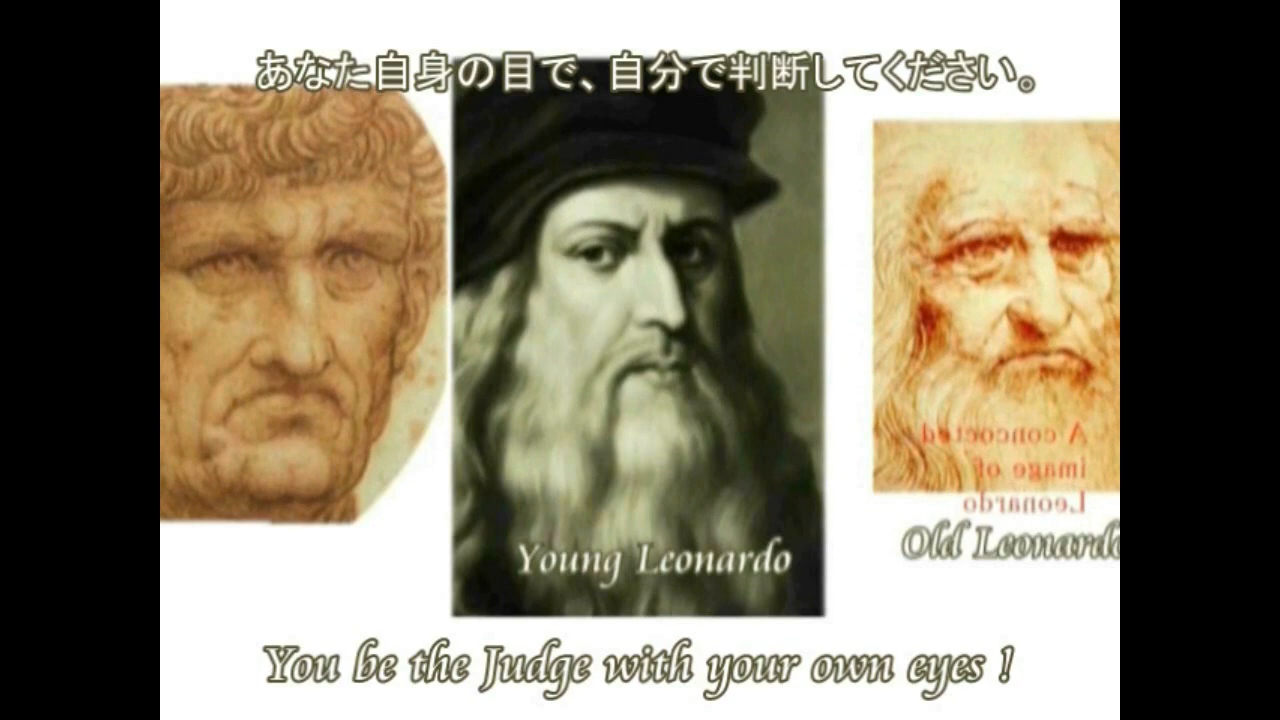 あなた自身の目で、自分で判断してください。
Young Leonardo
A concocted
image of
Leonardo
Old Leonardo
You be the Judge with your own eyes !